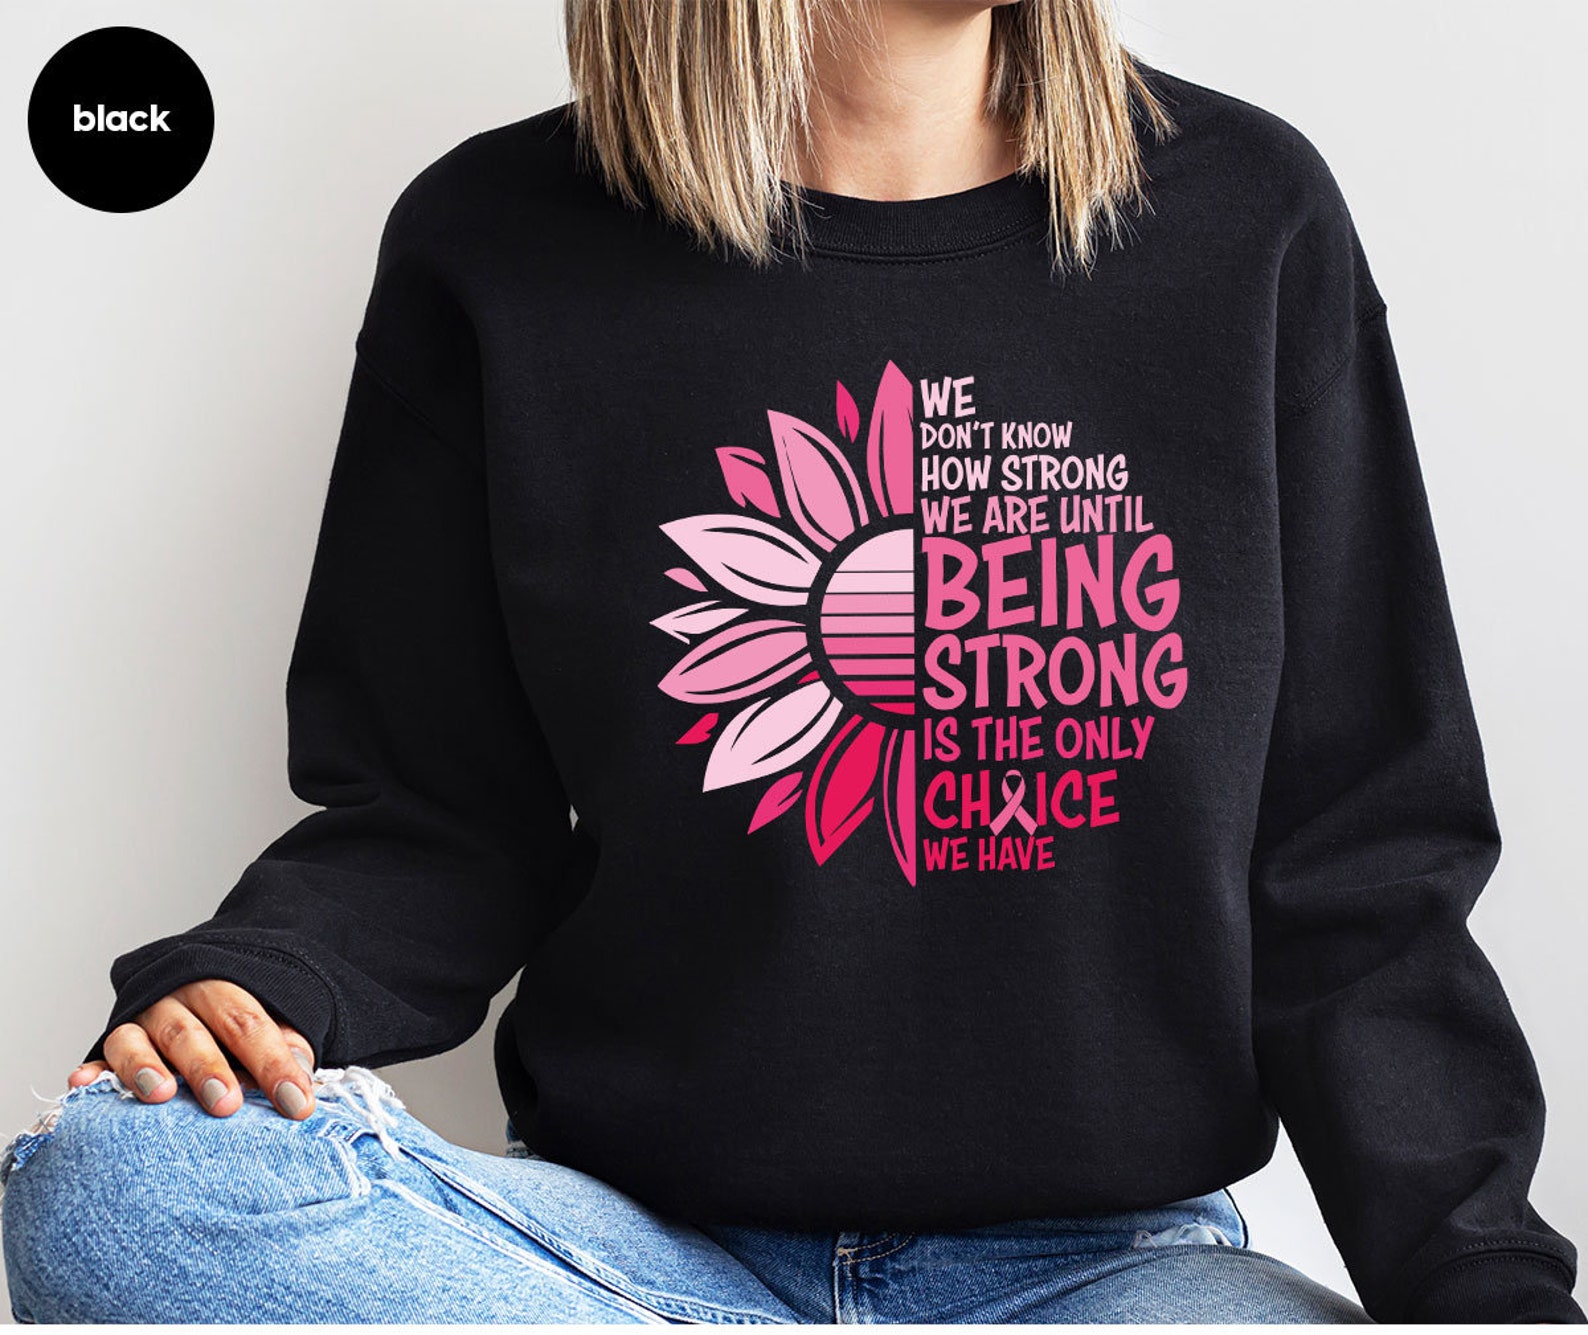 black
WE
DON'T KNOW
HOW STRONG
WE ARE UNTIL
BEING
STRONG
IS THE ONLY
CHOICE
WE HAVE